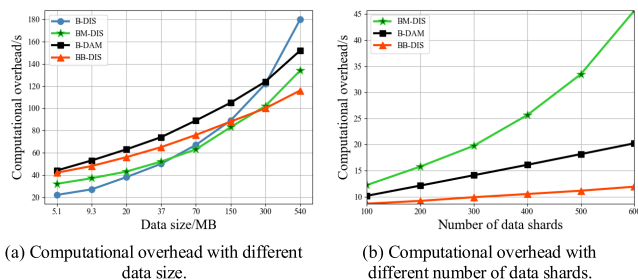 180
160
140
120
100
80
60
40
20
Computational overhead/s
B-DIS
BM-DIS
B-DAM
BB-DIS
5.1 9.3 20 37 70 150 300 540
Data size/MB
(a) Computational overhead with different
data size.
45
40
35
30
25
20
15
10
Computational overhead/s
BM-DIS
B-DAM
BB-DIS
100 200 300 400 500 600
Number of data shards
(b) Computational overhead with
different number of data shards.